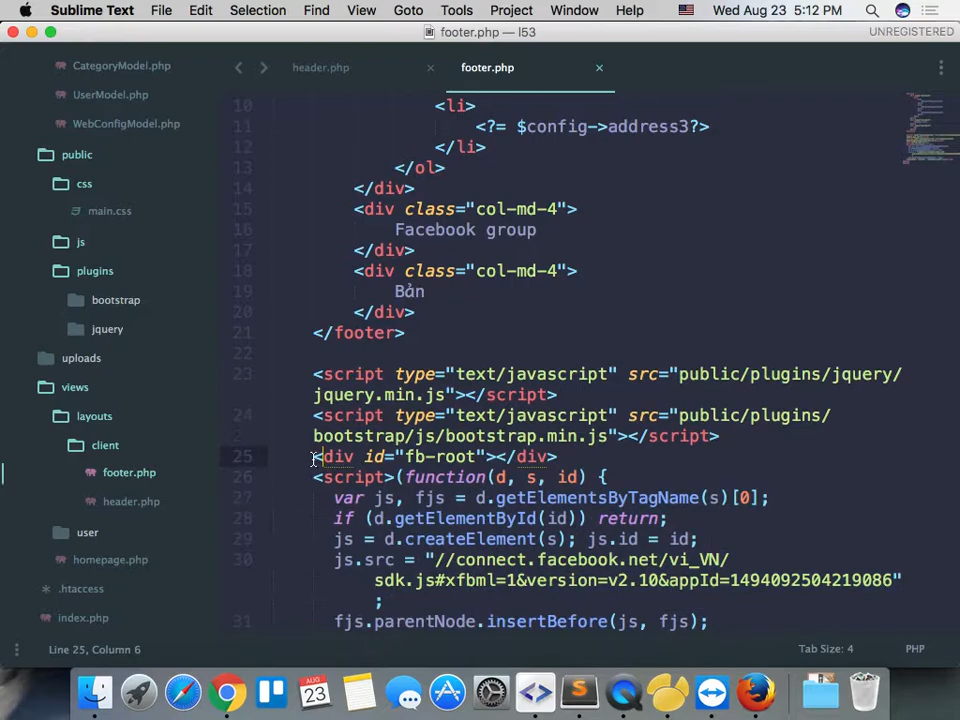 Sublime Text File Edit Selection Find View Goto Tools Project Window Help Wed Aug 23 5:12 PM
footer.php — l53
UNREGISTERED
CategoryModel.php
UserModel.php
WebConfigModel.php
public
css
main.css
js
plugins
bootstrap
jquery
uploads
views
layouts
client
footer.php
header.php
user
homepage.php
.htaccess
index.php
header.php
footer.php
10 <li>
11 <?= $config->address3?>
12 </li>
13 </ol>
14 </div>
15 <div class="col-md-4">
16 Facebook group
17 </div>
18 <div class="col-md-4">
19 Bản
20 </div>
21 </footer>
22
23 <script type="text/javascript" src="public/plugins/jquery/
jquery.min.js"></script>
24 <script type="text/javascript" src="public/plugins/
bootstrap/js/bootstrap.min.js"></script>
25 <div id="fb-root"></div>
26 <script>(function(d, s, id) {
27 var js, fjs = d.getElementsByTagName(s)[0];
28 if (d.getElementById(id)) return;
29 js = d.createElement(s); js.id = id;
30 js.src = "//connect.facebook.net/vi_VN/
sdk.js#xfbml=1&version=v2.10&appId=1494092504219086"
;
31 fjs.parentNode.insertBefore(js, fjs);
Line 25, Column 6
Tab Size: 4
PHP
AUG
23